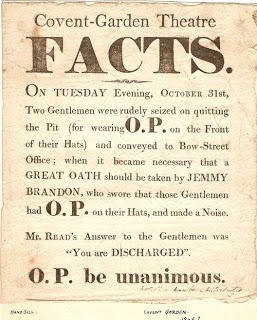 Covent-Garden Theatre
FACTS.
ON TUESDAY Evening, OCTOBER 31st,
Two Gentlemen were rudely seized on quitting
the Pit (for wearing O.P. on the Front
of their Hats) and conveyed to Bow-Street
Office; when it became necessary that a
GREAT OATH should be taken by JEMMY
BRANDON, who swore that those Gentlemen
had O.P. on their Hats, and made a Noise.
Mr. READ's Answer to the Gentlemen was
"You are DISCHARGED".
O.P. be unanimous.
HAND BILL
COVENT GARDEN